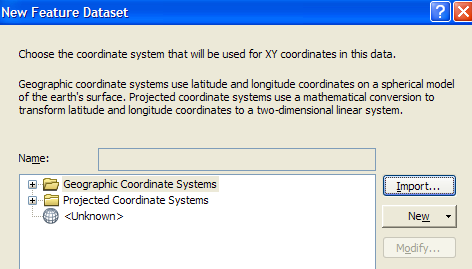 New Feature Dataset
Choose the coordinate system that will be used for XY coordinates in this data.
Geographic coordinate systems use latitude and longitude coordinates on a spherical model
of the earth's surface. Projected coordinate systems use a mathematical conversion to
transform latitude and longitude coordinates to a two-dimensional linear system.
Name:
Geographic Coordinate Systems
Import...
Projected Coordinate Systems
<Unknown>
New
Modify...